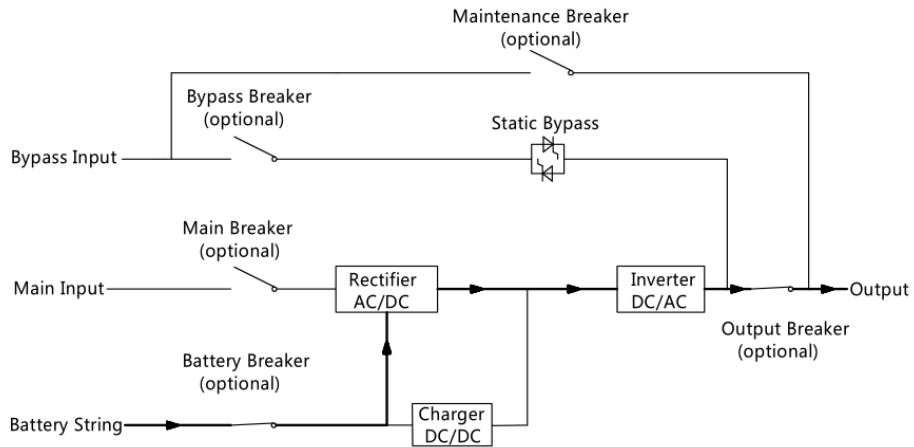 Maintenance Breaker
(optional)
Bypass Breaker
(optional)
Static Bypass
Bypass Input
Main Breaker
(optional)
Main Input
Rectifier
AC/DC
Inverter
DC/AC
Output
Output Breaker
(optional)
Battery Breaker
(optional)
Battery String
Charger
DC/DC